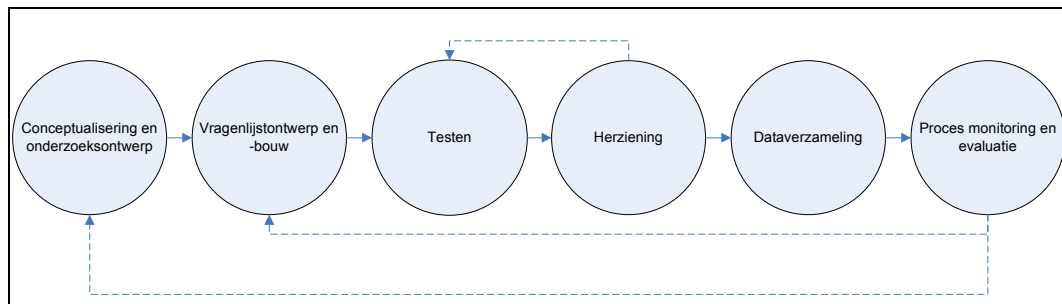 Conceptualisering en
onderzoeksontwerp
Vragenlijstontwerp en
-bouw
Testen
Herziening
Dataverzameling
Proces monitoring en
evaluatie